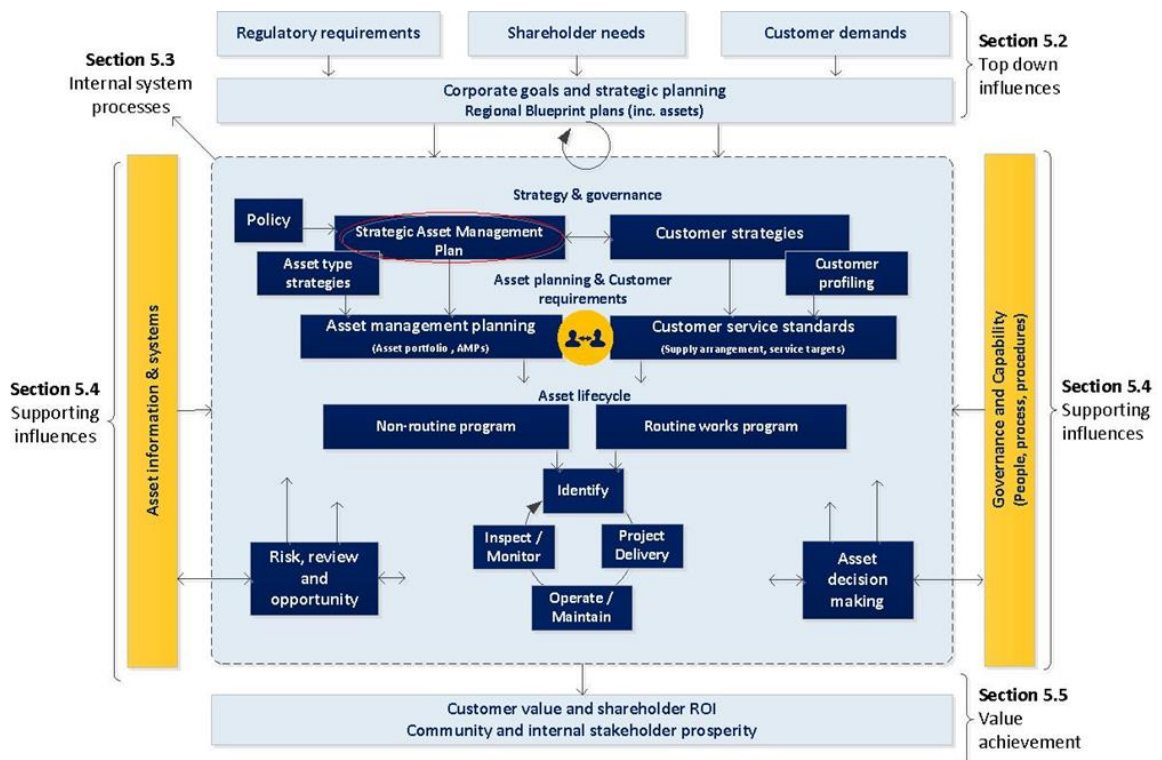 Regulatory requirements
Shareholder needs
Customer demands
Section 5.2
Top down
influences
Section 5.3
Internal system
processes
Corporate goals and strategic planning
Regional Blueprint plans (inc. assets)
Strategy & governance
Policy
Strategic Asset Management
Plan
Customer strategies
Asset type
strategies
Asset planning & Customer
requirements
Customer
profiling
Asset management planning
(Asset portfolio , AMPs)
Customer service standards
(Supply arrangement, service targets)
Asset lifecycle
Non-routine program
Routine works program
Identify
Inspect /
Monitor
Project
Delivery
Operate /
Maintain
Risk, review
and
opportunity
Asset
decision
making
Section 5.4
Supporting
influences
Asset information & systems
Governance and Capability
(People, process, procedures)
Section 5.4
Supporting
influences
Customer value and shareholder ROI
Community and internal stakeholder prosperity
Section 5.5
Value
achievement